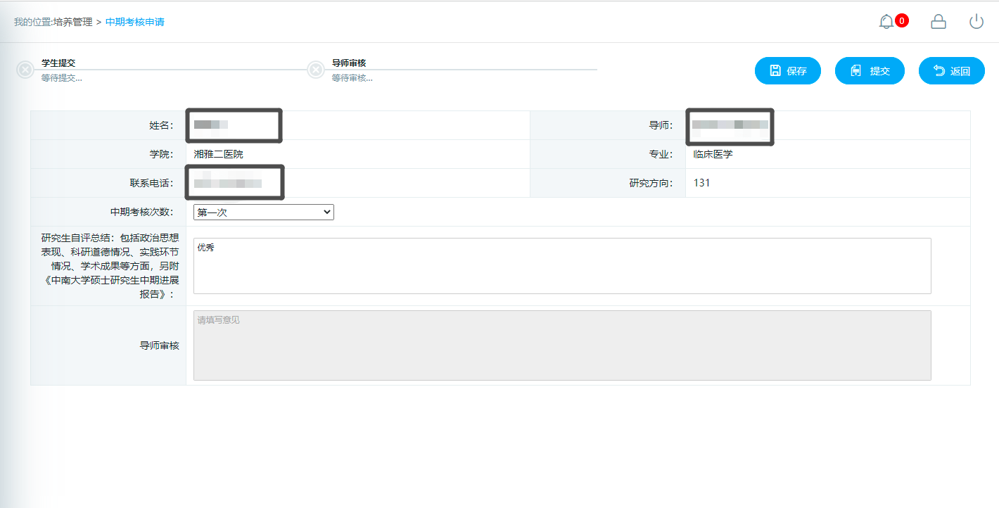 我的位置:培养管理 > 中期考核申请
0
学生提交
等待提交...
导师审核
等待审核...
保存
提交
返回
姓名:
导师:
学院:
湘雅二医院
专业:
临床医学
联系电话:
研究方向:
131
中期考核次数:
第一次
研究生自评总结：包括政治思想
表现、科研道德情况、实践环节
情况、学术成果等方面，另附
《中南大学硕士研究生中期进展
报告》:
优秀
导师审核
请填写意见